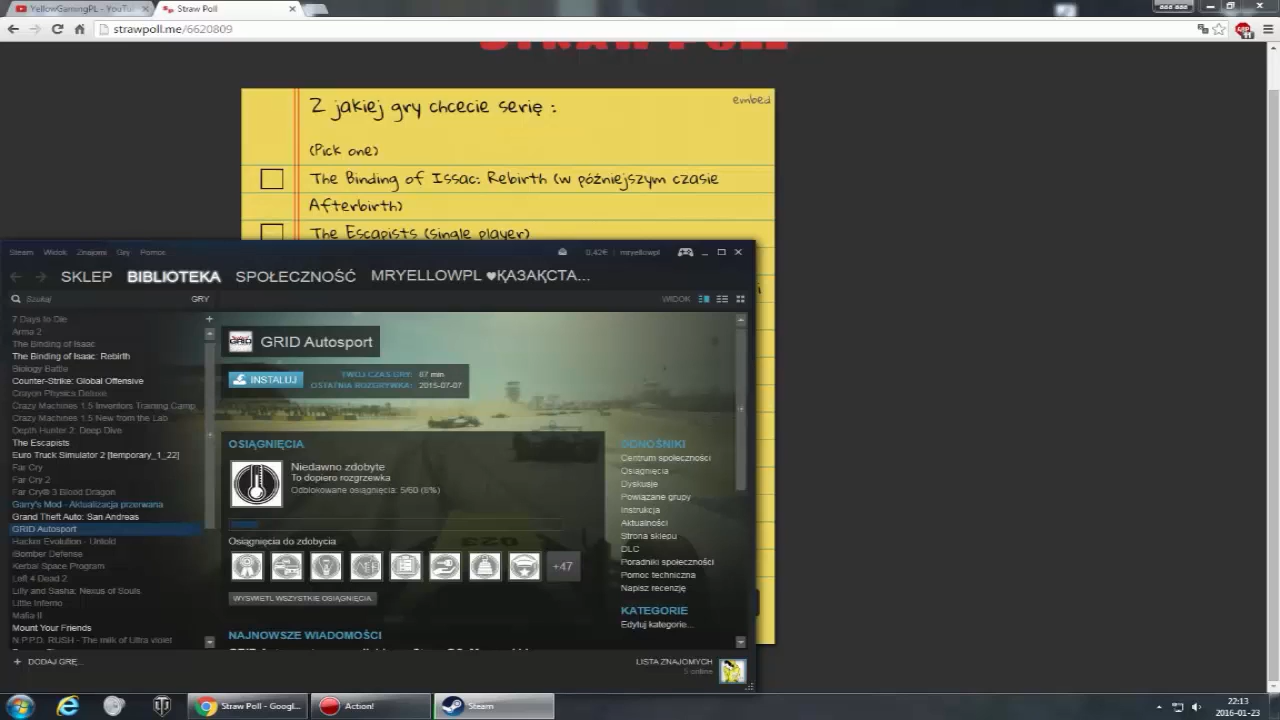 YellowGamingPL - YouTu
Straw Poll
strawpoll.me/6620809
STRAW POLL
embed
Z jakiej gry chcecie serię :
(Pick one)
The Binding of Issac: Rebirth (w późniejszym czasie
Afterbirth)
The Escapists (single player)
Steam Widok Znajomi Gry Pomoc
0,42€ mryellowpl
SKLEP BIBLIOTEKA SPOŁECZNOŚĆ MRYELLOWPL ♥ҚАЗАҚСТА...
Szukaj
GRY
WIDOK
7 Days to Die
Arma 2
The Binding of Isaac
The Binding of Isaac: Rebirth
Biology Battle
Counter-Strike: Global Offensive
Crayon Physics Deluxe
Crazy Machines 1.5 Inventors Training Camp
Crazy Machines 1.5 New from the Lab
Depth Hunter 2: Deep Dive
The Escapists
Euro Truck Simulator 2 [temporary_1_22]
Far Cry
Far Cry 2
Far Cry® 3 Blood Dragon
Garry's Mod - Aktualizacja przerwana
Grand Theft Auto: San Andreas
GRID Autosport
Hacker Evolution - Untold
iBomber Defense
Kerbal Space Program
Left 4 Dead 2
Lilly and Sasha: Nexus of Souls
Little Inferno
Mafia II
Mount Your Friends
N.P.P.D. RUSH - The milk of Ultra violet
+ DODAJ GRĘ...
GRID Autosport
INSTALUJ
TWÓJ CZAS GRY: 87 min
OSTATNIA ROZGRYWKA: 2015-07-07
OSIĄGNIĘCIA
Niedawno zdobyte
To dopiero rozgrzewka
Odblokowane osiągnięcia: 5/60 (8%)
Osiągnięcia do zdobycia
+47
WYŚWIETL WSZYSTKIE OSIĄGNIĘCIA
NAJNOWSZE WIADOMOŚCI
ODNOŚNIKI
Centrum społeczności
Osiągnięcia
Dyskusje
Powiązane grupy
Instrukcja
Aktualności
Strona sklepu
DLC
Poradniki społeczności
Pomoc techniczna
Napisz recenzję
KATEGORIE
Edytuj kategorie...
LISTA ZNAJOMYCH
5 online
Straw Poll - Googl...
Action!
Steam
22:13
2016-01-23